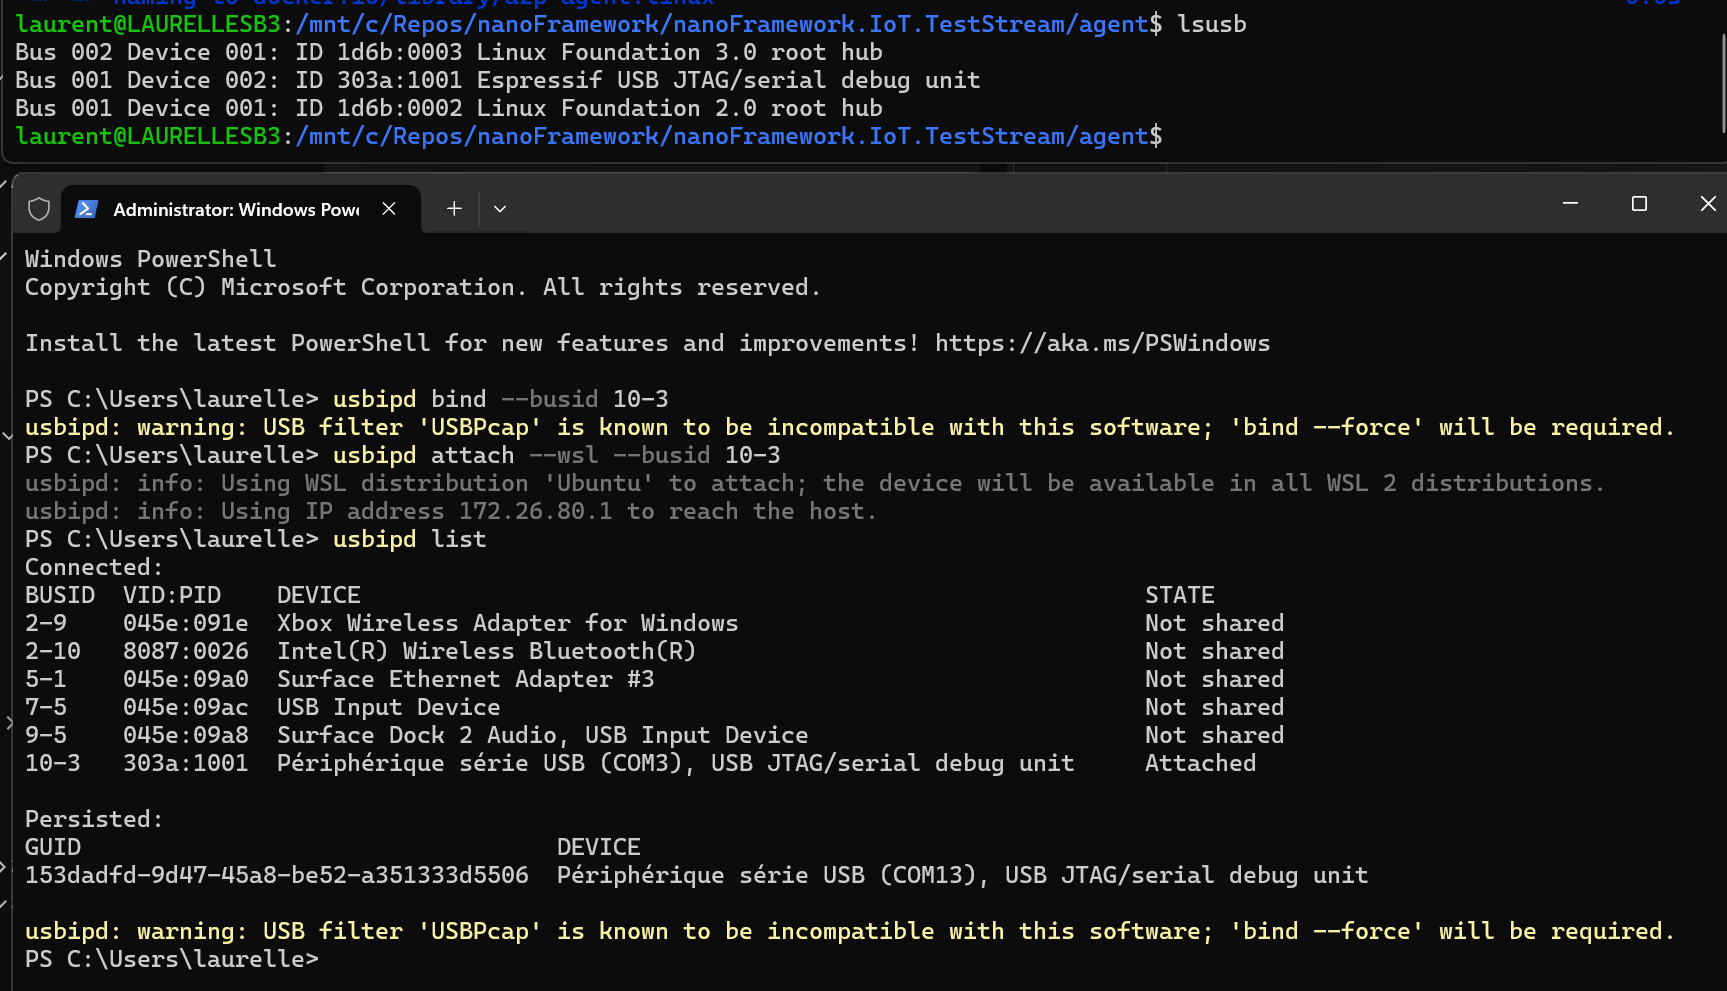 laurent@LAURELLESB3:/mnt/c/Repos/nanoFramework/nanoFramework.IoT.TestStream/agent$ lsusb
Bus 002 Device 001: ID 1d6b:0003 Linux Foundation 3.0 root hub
Bus 001 Device 002: ID 303a:1001 Espressif USB JTAG/serial debug unit
Bus 001 Device 001: ID 1d6b:0002 Linux Foundation 2.0 root hub
laurent@LAURELLESB3:/mnt/c/Repos/nanoFramework/nanoFramework.IoT.TestStream/agent$
Administrator: Windows Powe
Windows PowerShell
Copyright (C) Microsoft Corporation. All rights reserved.
Install the latest PowerShell for new features and improvements! https://aka.ms/PSWindows
PS C:\Users\laurelle> usbipd bind --busid 10-3
usbipd: warning: USB filter 'USBPcap' is known to be incompatible with this software; 'bind --force' will be required.
PS C:\Users\laurelle> usbipd attach --wsl --busid 10-3
usbipd: info: Using WSL distribution 'Ubuntu' to attach; the device will be available in all WSL 2 distributions.
usbipd: info: Using IP address 172.26.80.1 to reach the host.
PS C:\Users\laurelle> usbipd list
Connected:
BUSID  VID:PID    DEVICE                                                        STATE
2-9    045e:091e  Xbox Wireless Adapter for Windows                             Not shared
2-10   8087:0026  Intel(R) Wireless Bluetooth(R)                                Not shared
5-1    045e:09a0  Surface Ethernet Adapter #3                                   Not shared
7-5    045e:09ac  USB Input Device                                              Not shared
9-5    045e:09a8  Surface Dock 2 Audio, USB Input Device                        Not shared
10-3   303a:1001  Périphérique série USB (COM3), USB JTAG/serial debug unit     Attached
Persisted:
GUID                                  DEVICE
153dadfd-9d47-45a8-be52-a351333d5506  Périphérique série USB (COM13), USB JTAG/serial debug unit
usbipd: warning: USB filter 'USBPcap' is known to be incompatible with this software; 'bind --force' will be required.
PS C:\Users\laurelle>